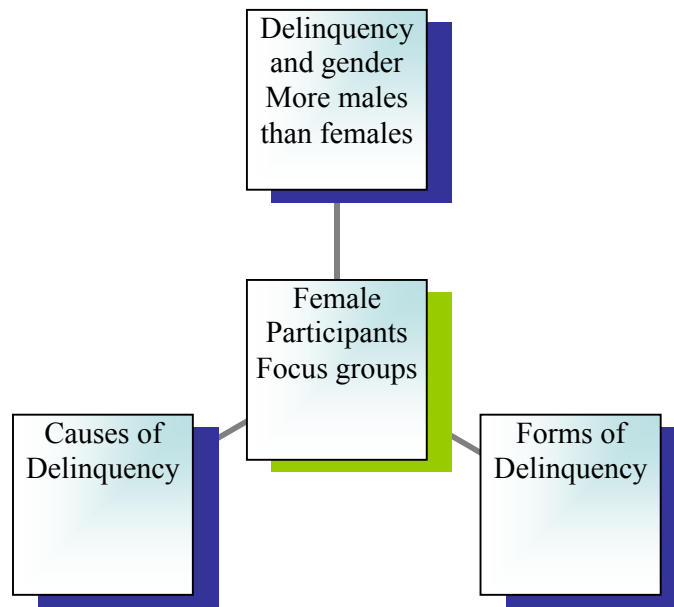 Delinquency
and gender
More males
than females
Female
Participants
Focus groups
Causes of
Delinquency
Forms of
Delinquency